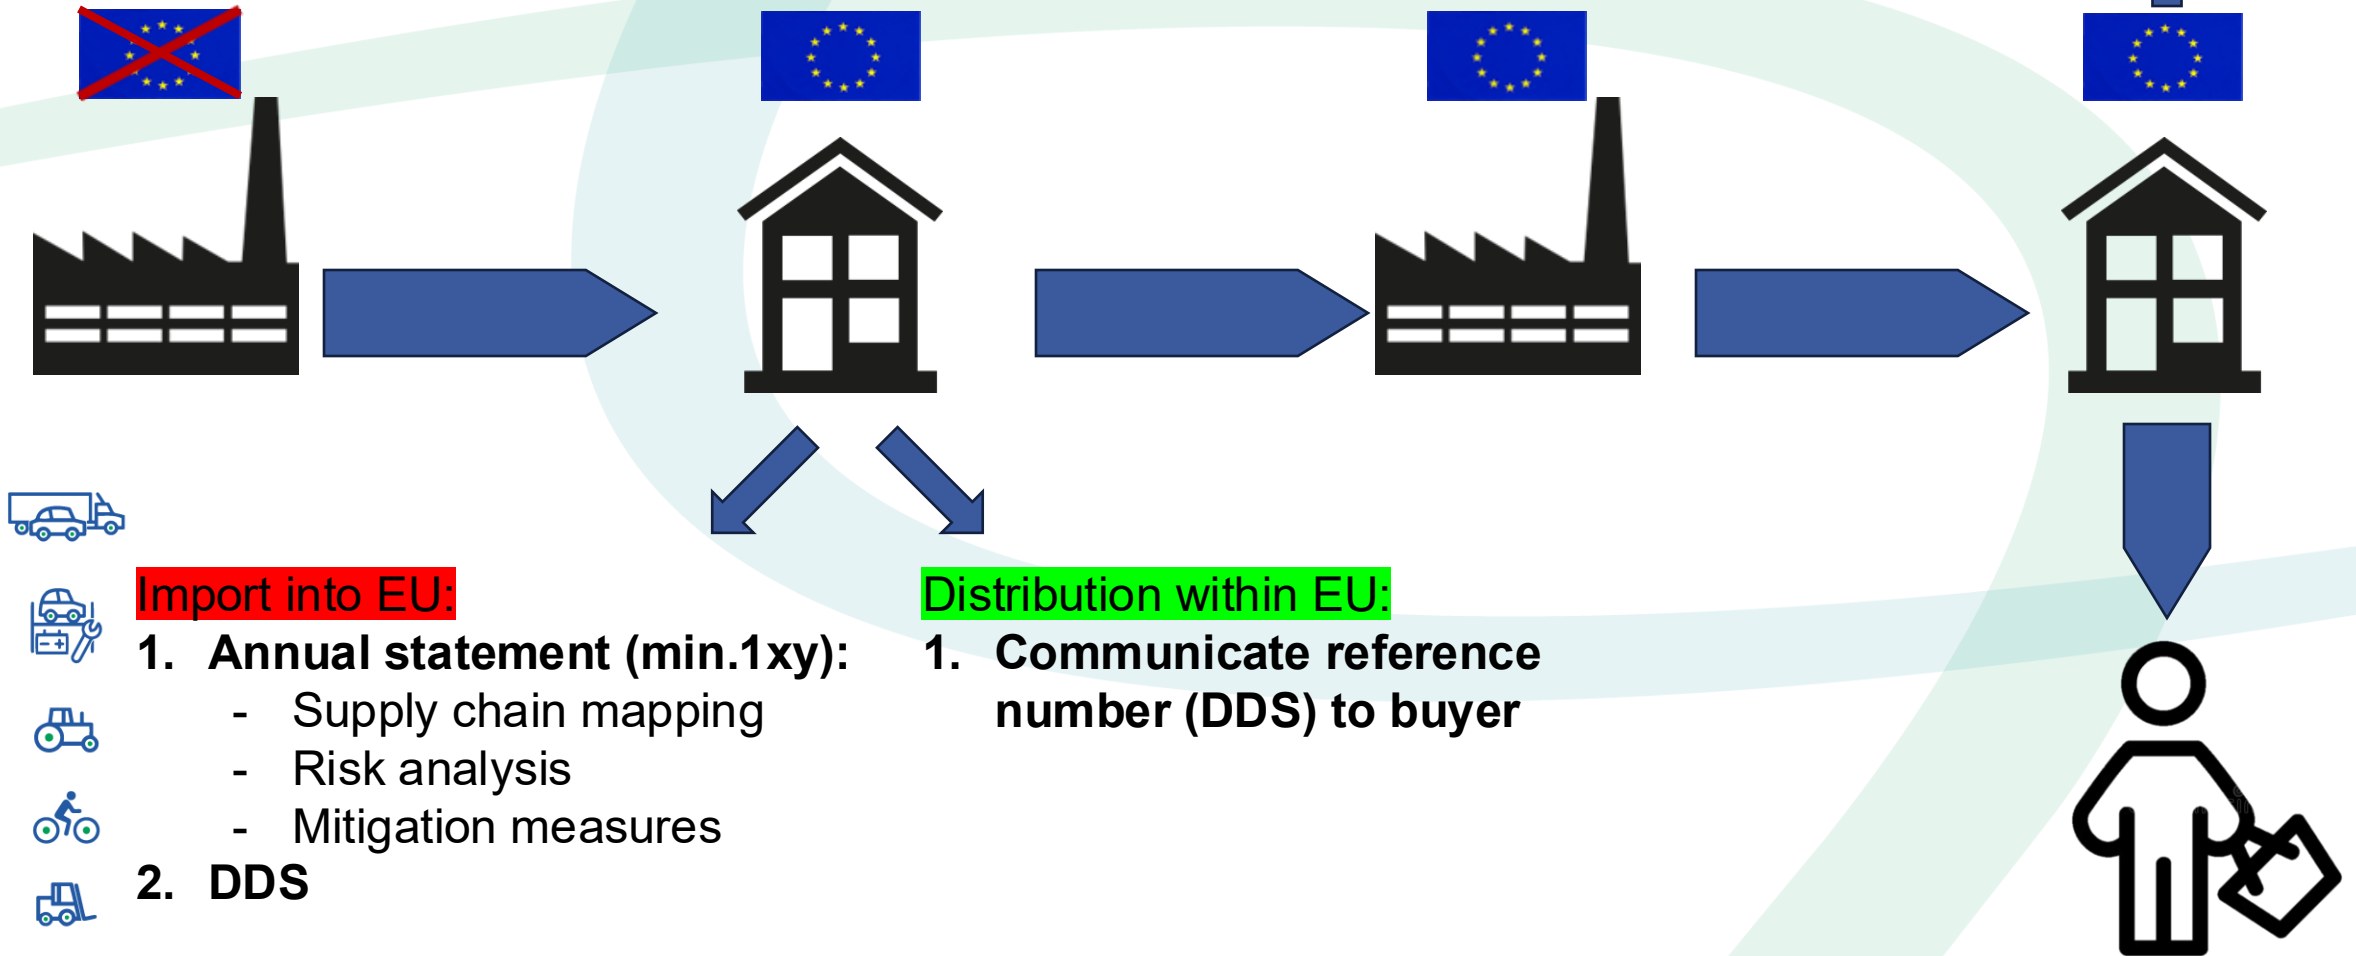 Import into EU:
1. Annual statement (min.1xy):
- Supply chain mapping
- Risk analysis
- Mitigation measures
2. DDS
Distribution within EU:
1. Communicate reference
number (DDS) to buyer